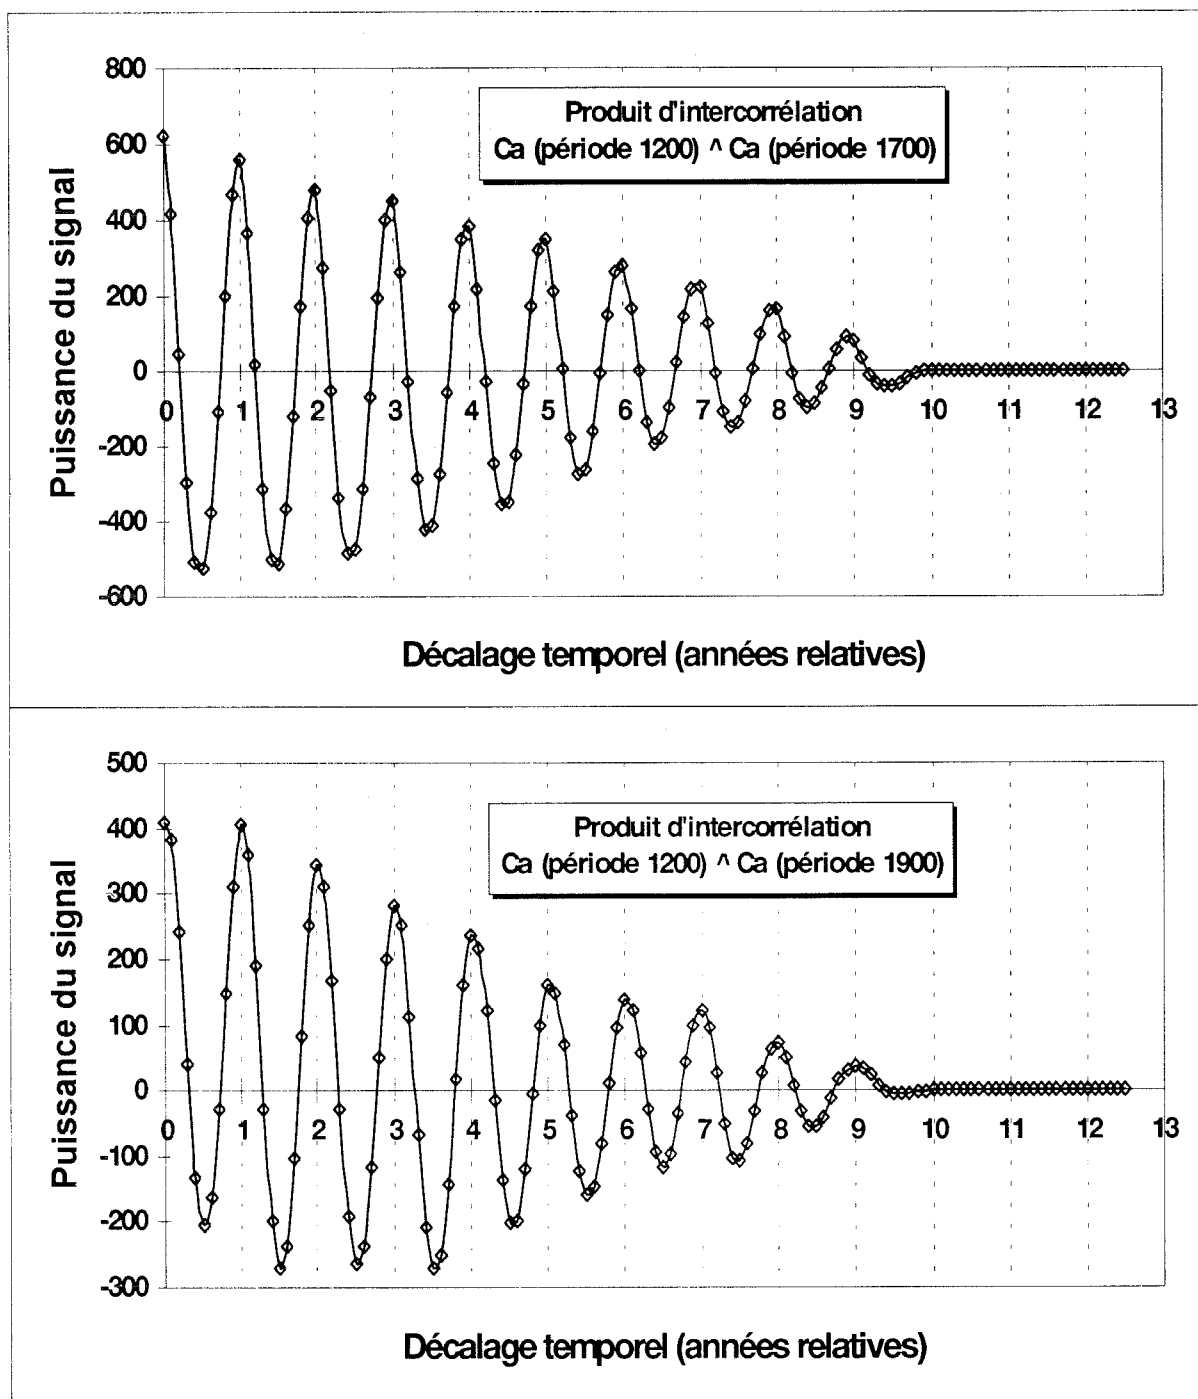 800
600
400
200
0
-200
-400
-600
Puissance du signal
Produit d'intercorrélation
Ca (période 1200) ^ Ca (période 1700)
0 1 2 3 4 5 6 7 8 9 10 11 12 13
Décalage temporel (années relatives)
500
400
300
200
100
0
-100
-200
-300
Puissance du signal
Produit d'intercorrélation
Ca (période 1200) ^ Ca (période 1900)
0 1 2 3 4 5 6 7 8 9 10 11 12 13
Décalage temporel (années relatives)